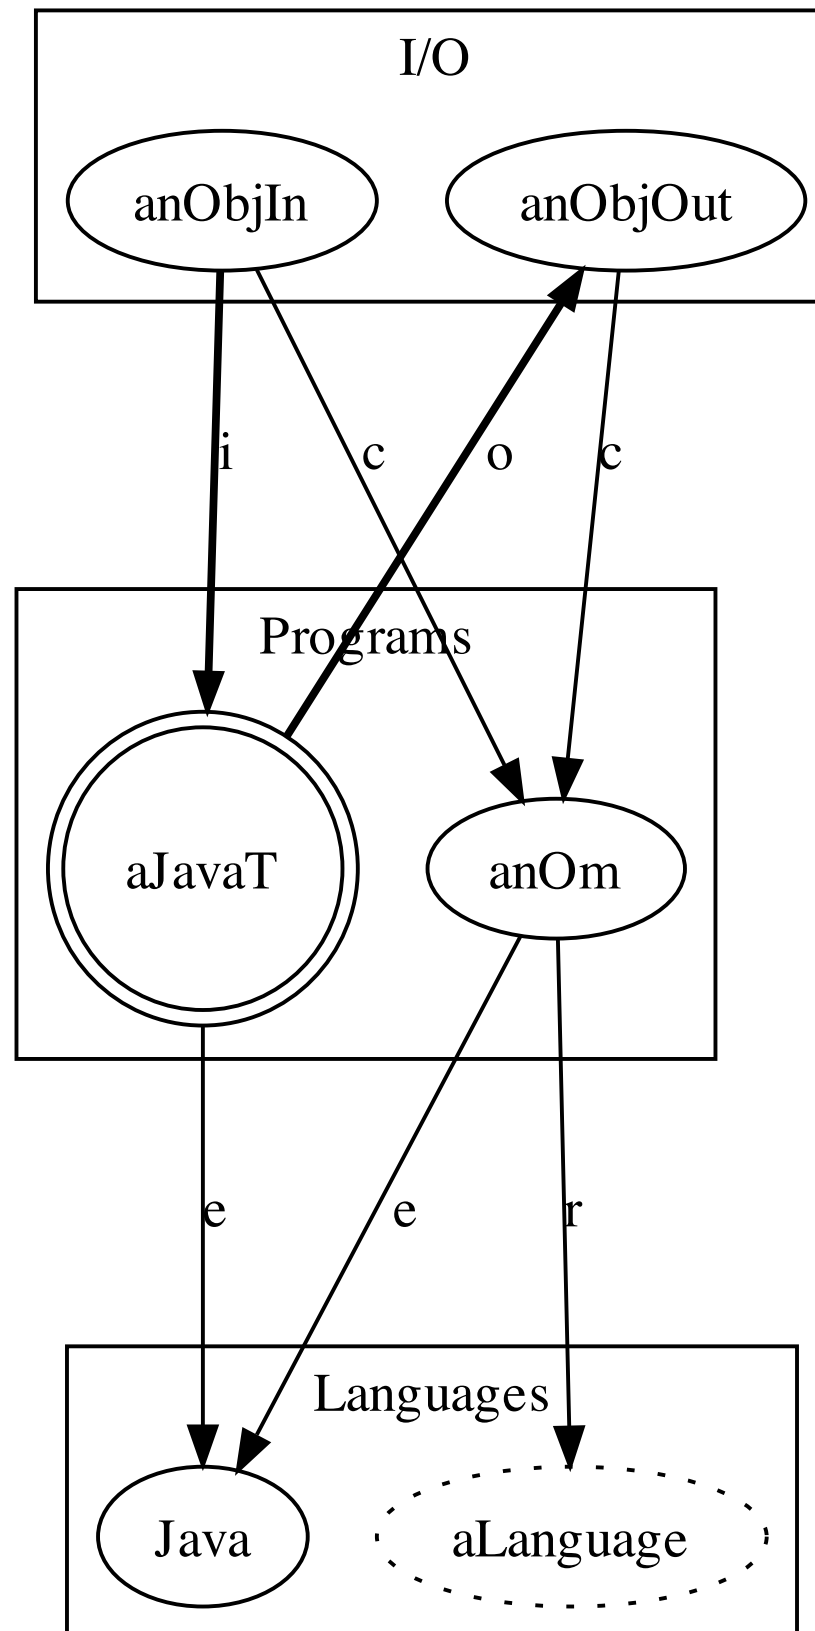 I/O
anObjIn
anObjOut
i
c
o
c
Programs
aJavaT
anOm
e
e
r
Languages
Java
aLanguage